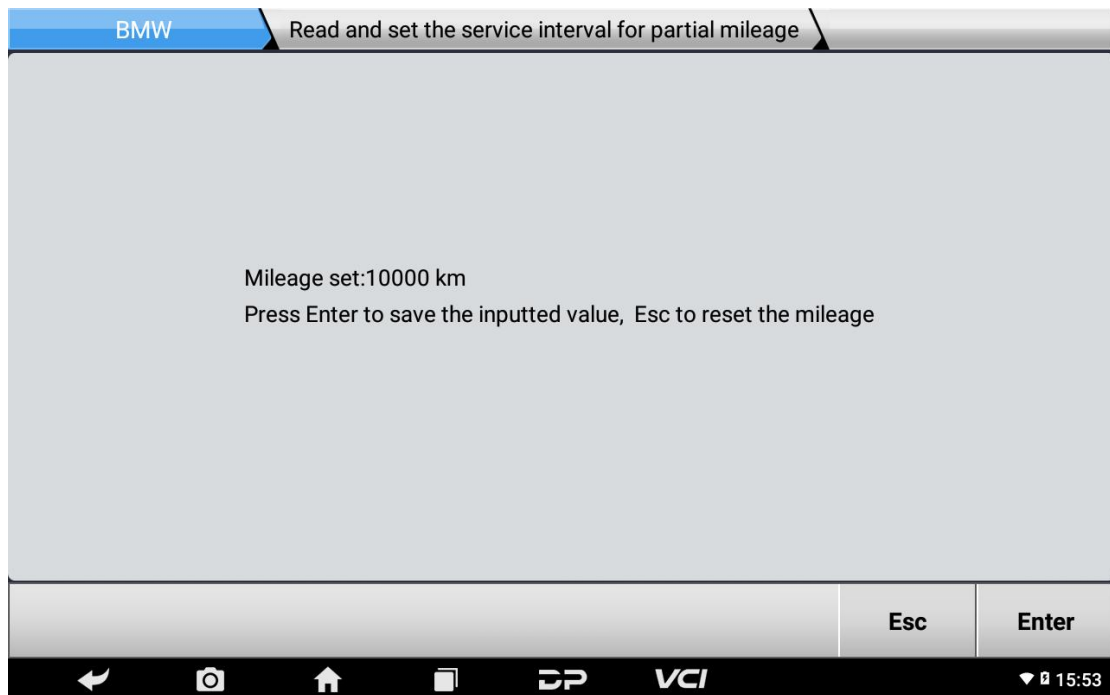 BMW
Read and set the service interval for partial mileage
Mileage set:10000 km
Press Enter to save the inputted value, Esc to reset the mileage
Esc
Enter
DP
VCI
15:53